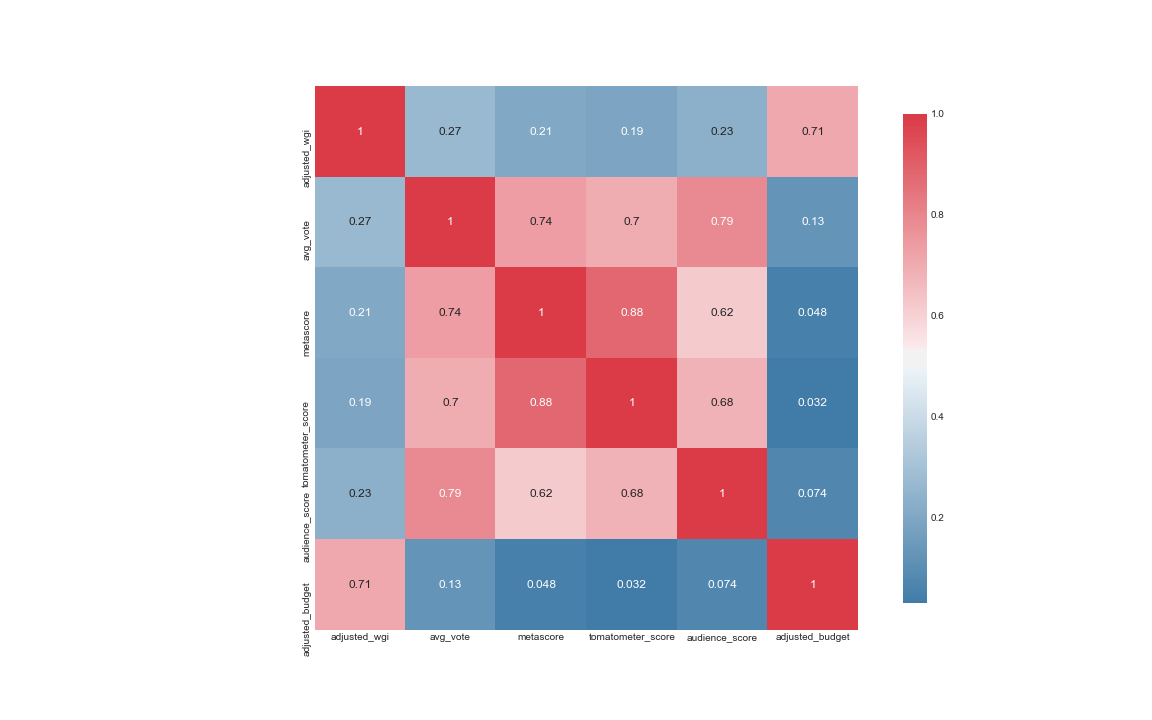 adjusted_wgi 1 0.27 0.21 0.19 0.23 0.71
avg_vote 0.27 1 0.74 0.7 0.79 0.13
metascore 0.21 0.74 1 0.88 0.62 0.048
tomatometer_score 0.19 0.7 0.88 1 0.68 0.032
audience_score 0.23 0.79 0.62 0.68 1 0.074
adjusted_budget 0.71 0.13 0.048 0.032 0.074 1
adjusted_wgi avg_vote metascore tomatometer_score audience_score adjusted_budget
1.0
0.8
0.6
0.4
0.2